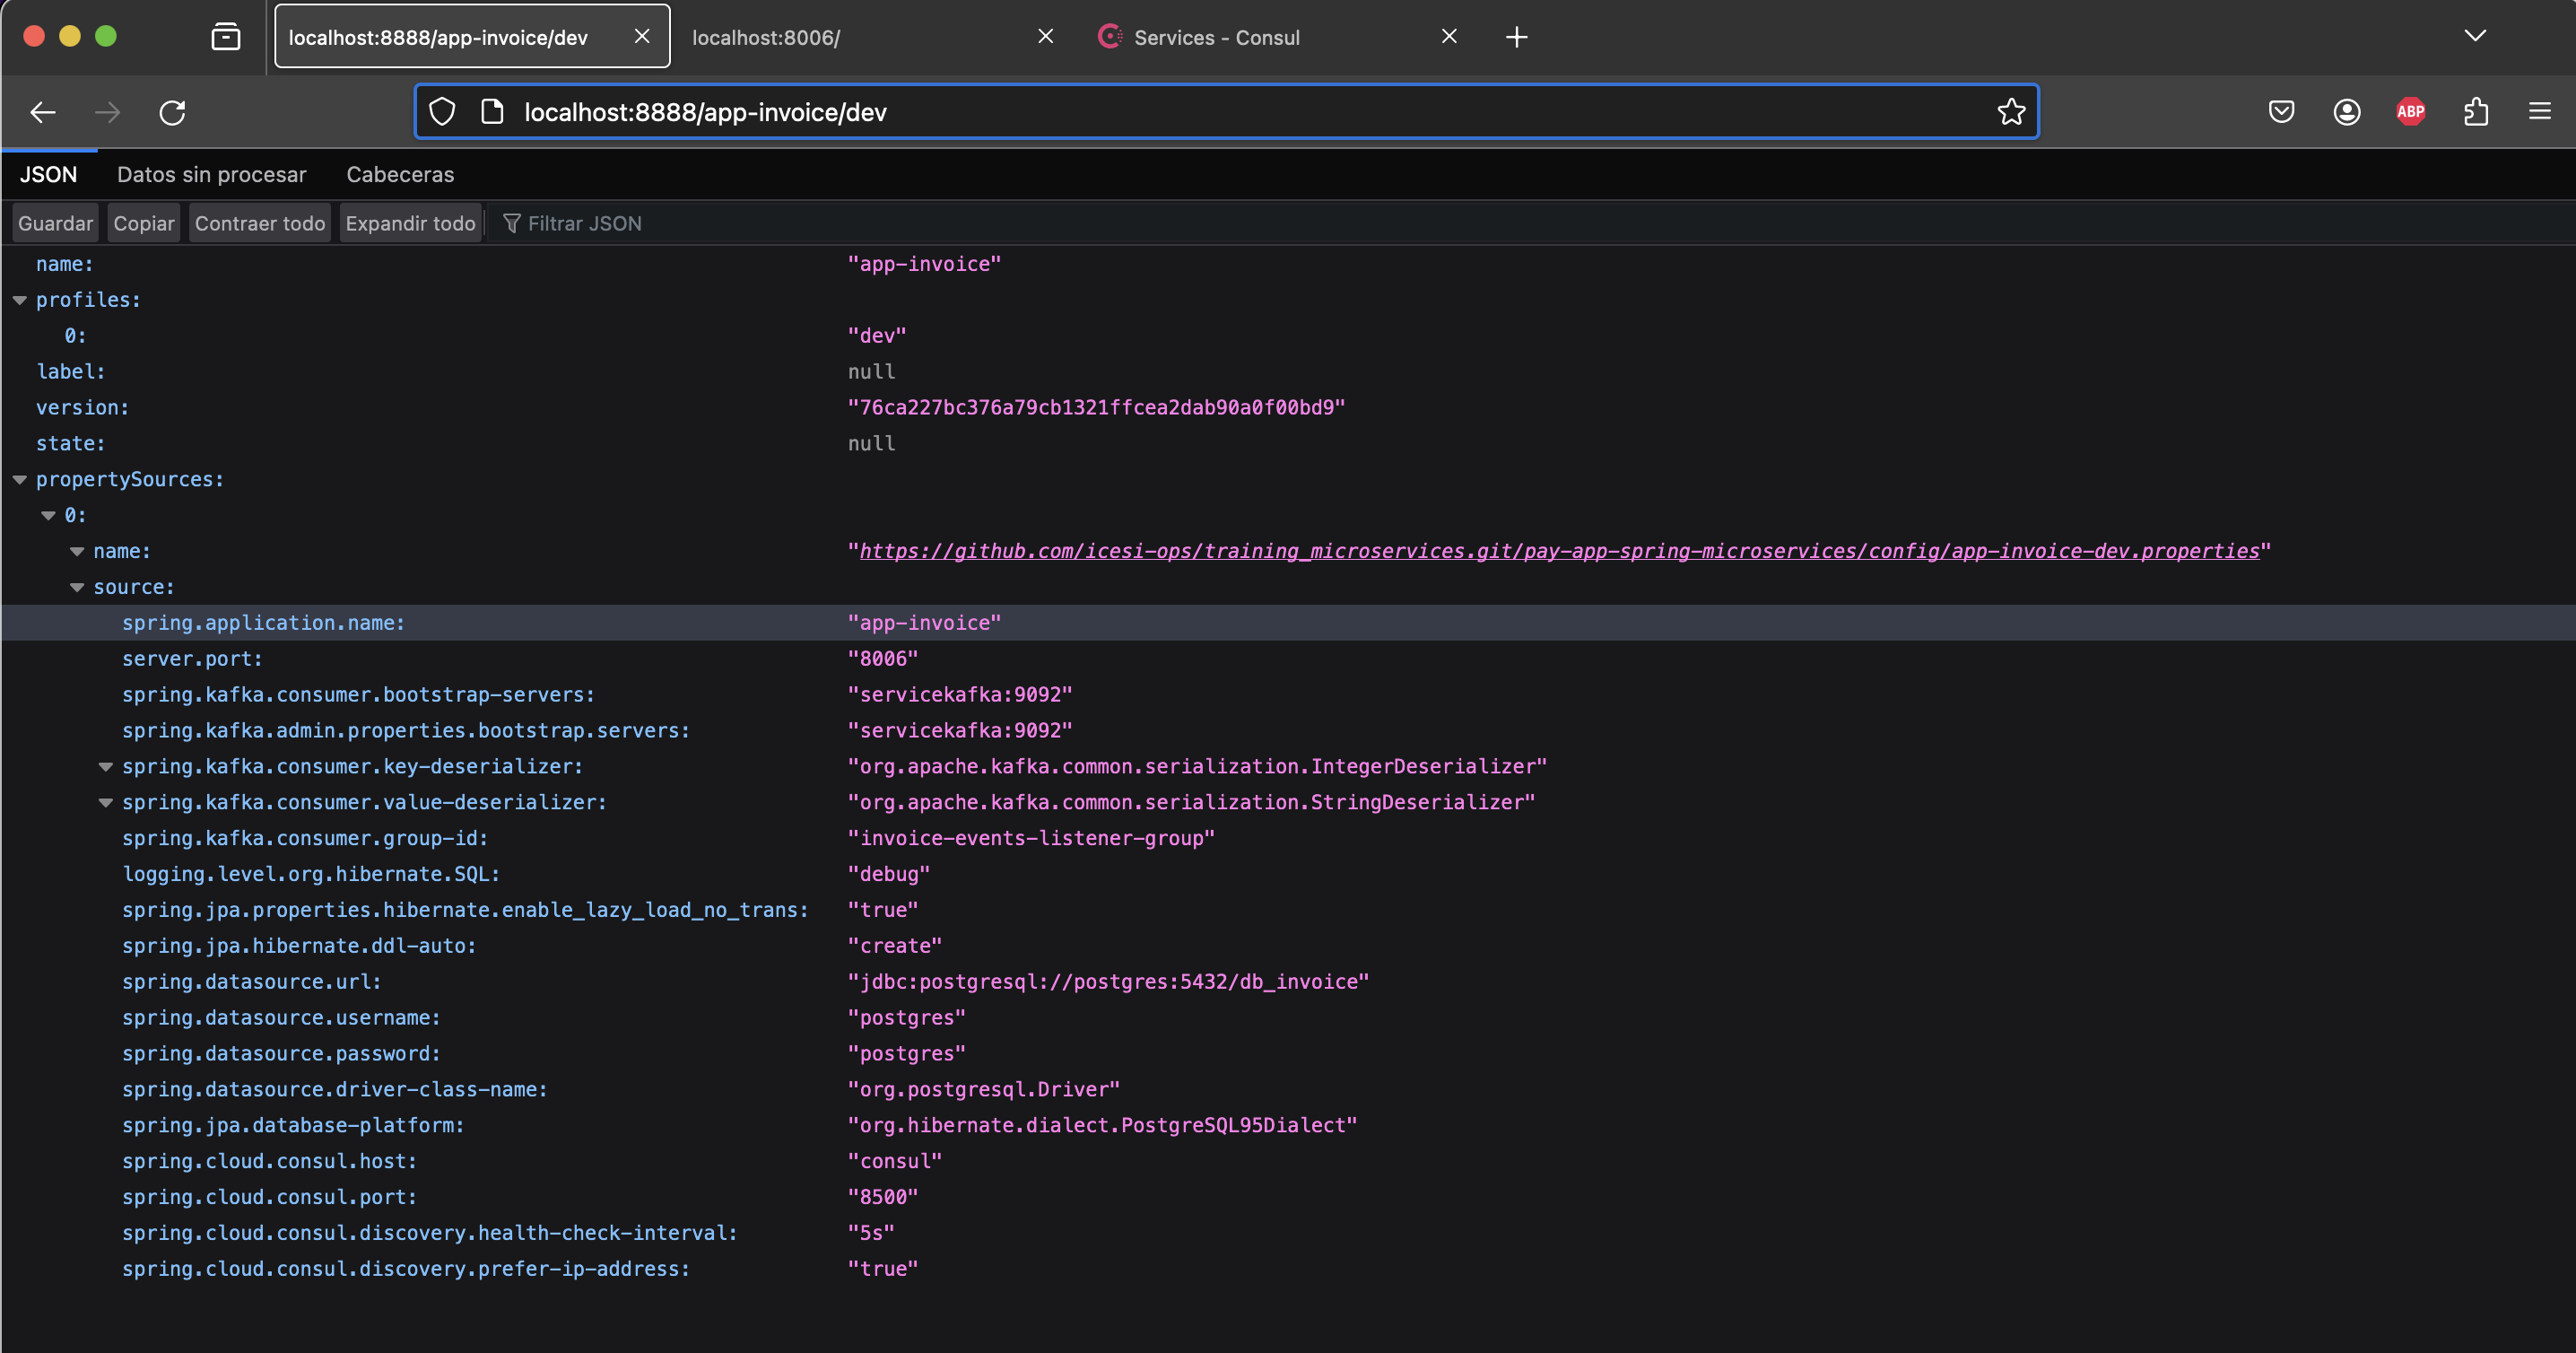 localhost:8888/app-invoice/dev
localhost:8006/
Services - Consul
localhost:8888/app-invoice/dev
ABP
JSON Datos sin procesar Cabeceras
Guardar Copiar Contraer todo Expandir todo Filtrar JSON
name: "app-invoice"
profiles:
0: "dev"
label: null
version: "76ca227bc376a79cb1321ffcea2dab90a0f00bd9"
state: null
propertySources:
0:
name: "https://github.com/icesi-ops/training_microservices.git/pay-app-spring-microservices/config/app-invoice-dev.properties"
source:
spring.application.name: "app-invoice"
server.port: "8006"
spring.kafka.consumer.bootstrap-servers: "servicekafka:9092"
spring.kafka.admin.properties.bootstrap.servers: "servicekafka:9092"
spring.kafka.consumer.key-deserializer: "org.apache.kafka.common.serialization.IntegerDeserializer"
spring.kafka.consumer.value-deserializer: "org.apache.kafka.common.serialization.StringDeserializer"
spring.kafka.consumer.group-id: "invoice-events-listener-group"
logging.level.org.hibernate.SQL: "debug"
spring.jpa.properties.hibernate.enable_lazy_load_no_trans: "true"
spring.jpa.hibernate.ddl-auto: "create"
spring.datasource.url: "jdbc:postgresql://postgres:5432/db_invoice"
spring.datasource.username: "postgres"
spring.datasource.password: "postgres"
spring.datasource.driver-class-name: "org.postgresql.Driver"
spring.jpa.database-platform: "org.hibernate.dialect.PostgreSQL95Dialect"
spring.cloud.consul.host: "consul"
spring.cloud.consul.port: "8500"
spring.cloud.consul.discovery.health-check-interval: "5s"
spring.cloud.consul.discovery.prefer-ip-address: "true"